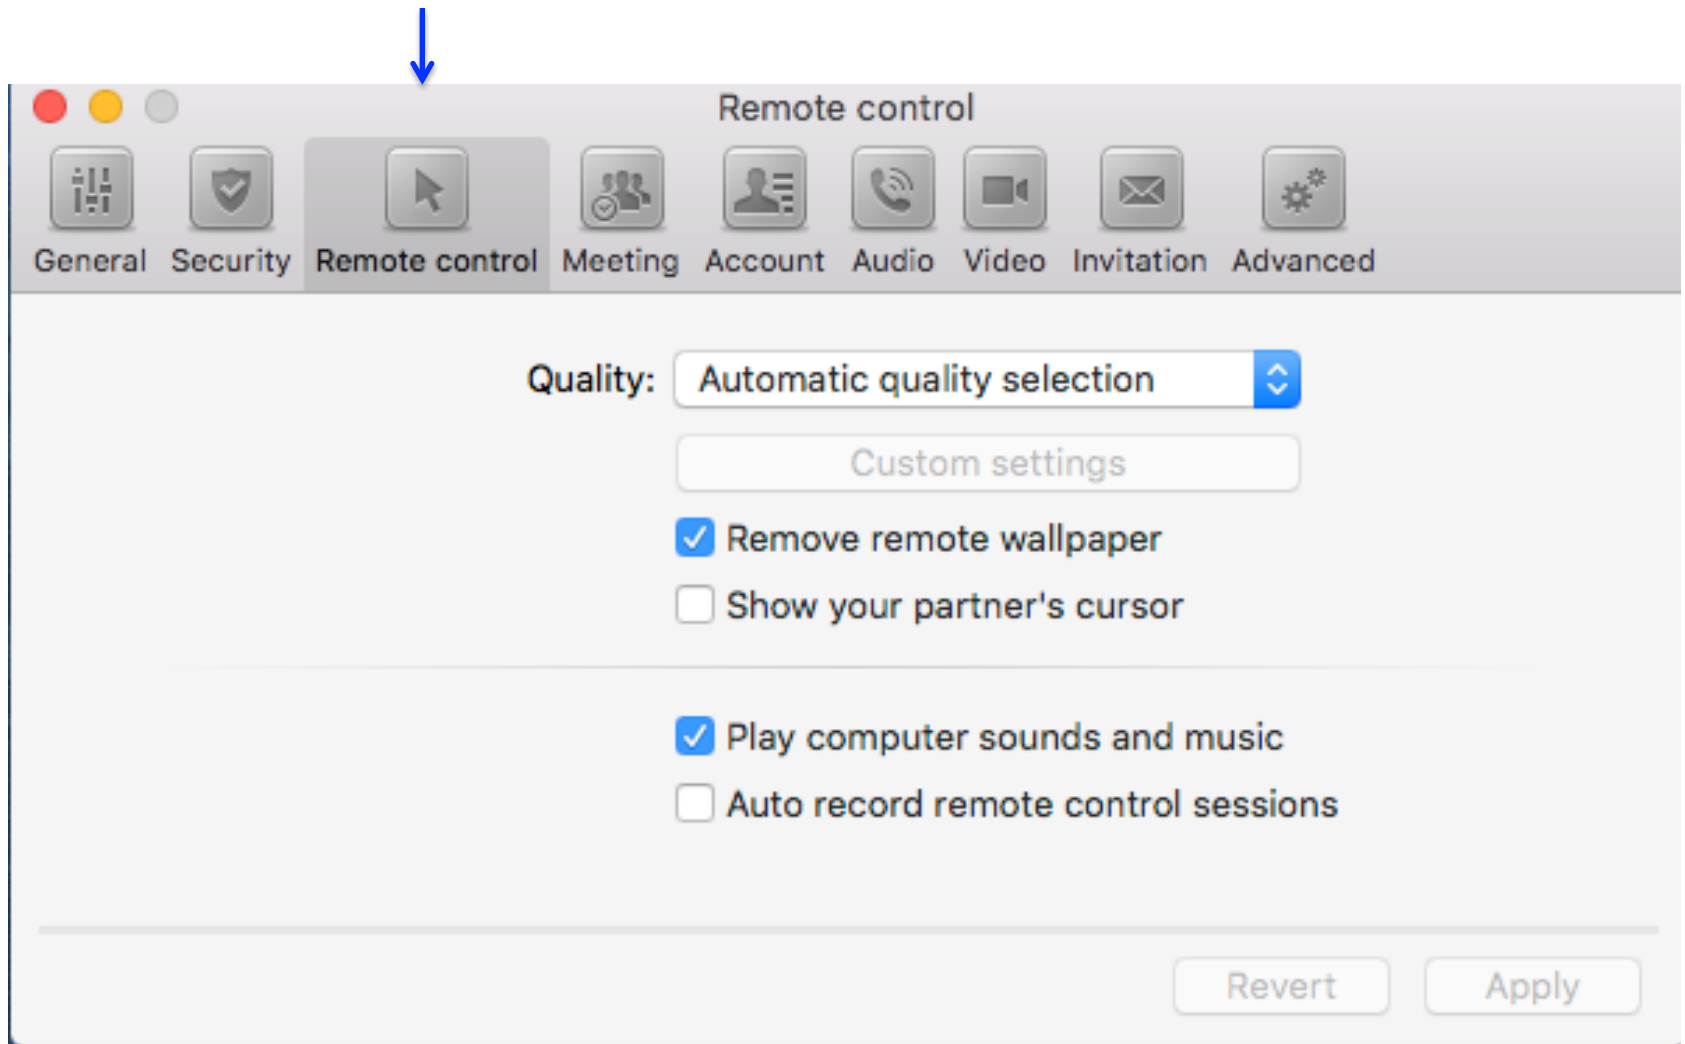 Remote control
General Security Remote control Meeting Account Audio Video Invitation Advanced
Quality: Automatic quality selection
Custom settings
Remove remote wallpaper
Show your partner's cursor
Play computer sounds and music
Auto record remote control sessions
Revert Apply